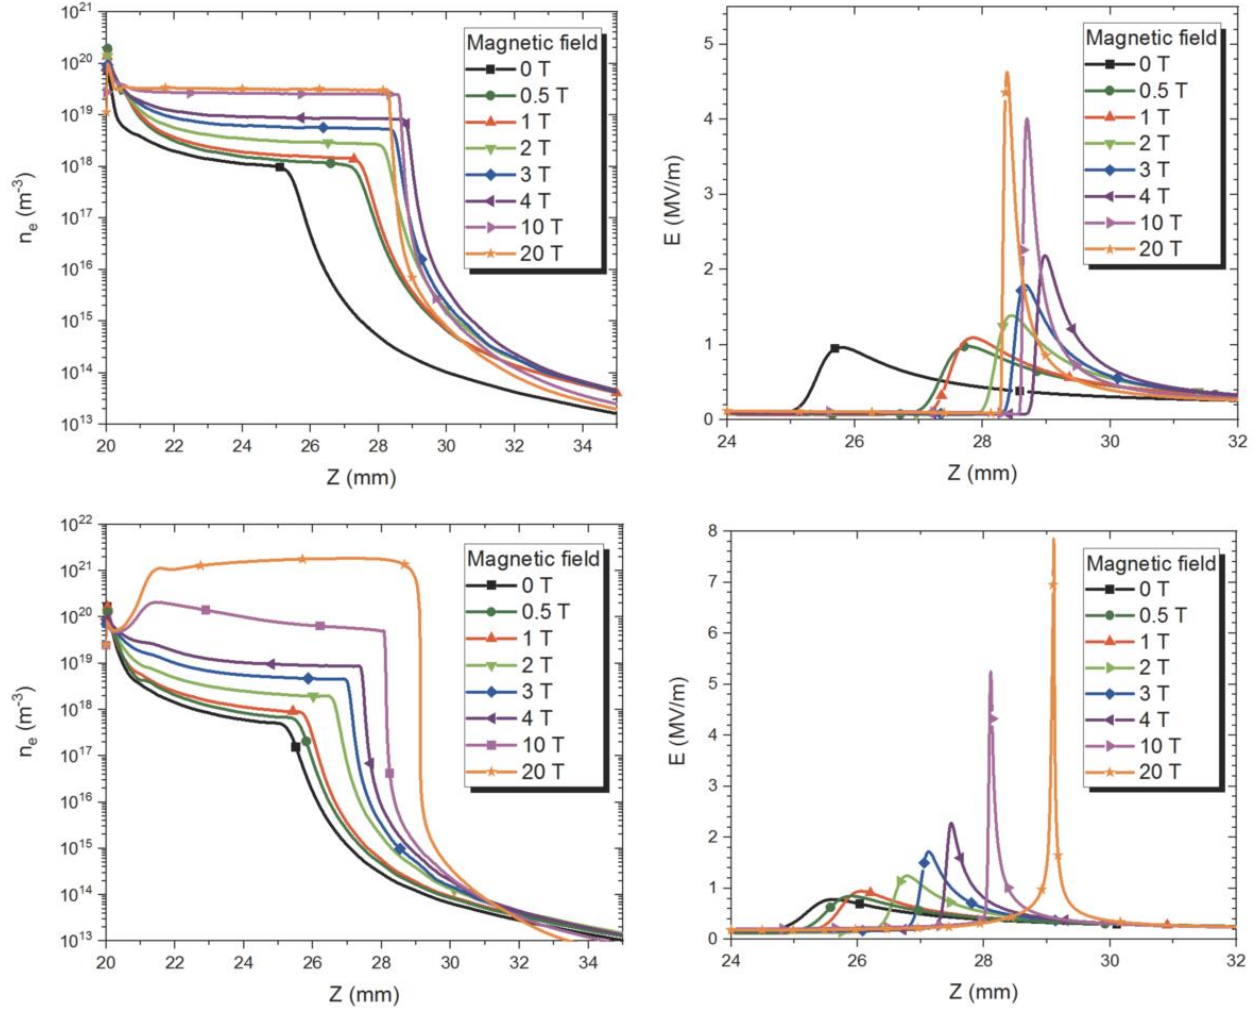 10²¹
10²⁰
10¹⁹
10¹⁸
10¹⁷
10¹⁶
10¹⁵
10¹⁴
10¹³
nₑ (m⁻³)
20 22 24 26 28 30 32 34
Z (mm)
Magnetic field
0 T
0.5 T
1 T
2 T
3 T
4 T
10 T
20 T
5
4
3
2
1
0
E (MV/m)
24 26 28 30 32
Z (mm)
Magnetic field
0 T
0.5 T
1 T
2 T
3 T
4 T
10 T
20 T
10²²
10²¹
10²⁰
10¹⁹
10¹⁸
10¹⁷
10¹⁶
10¹⁵
10¹⁴
10¹³
nₑ (m⁻³)
20 22 24 26 28 30 32 34
Z (mm)
Magnetic field
0 T
0.5 T
1 T
2 T
3 T
4 T
10 T
20 T
8
7
6
5
4
3
2
1
0
E (MV/m)
24 26 28 30 32
Z (mm)
Magnetic field
0 T
0.5 T
1 T
2 T
3 T
4 T
10 T
20 T